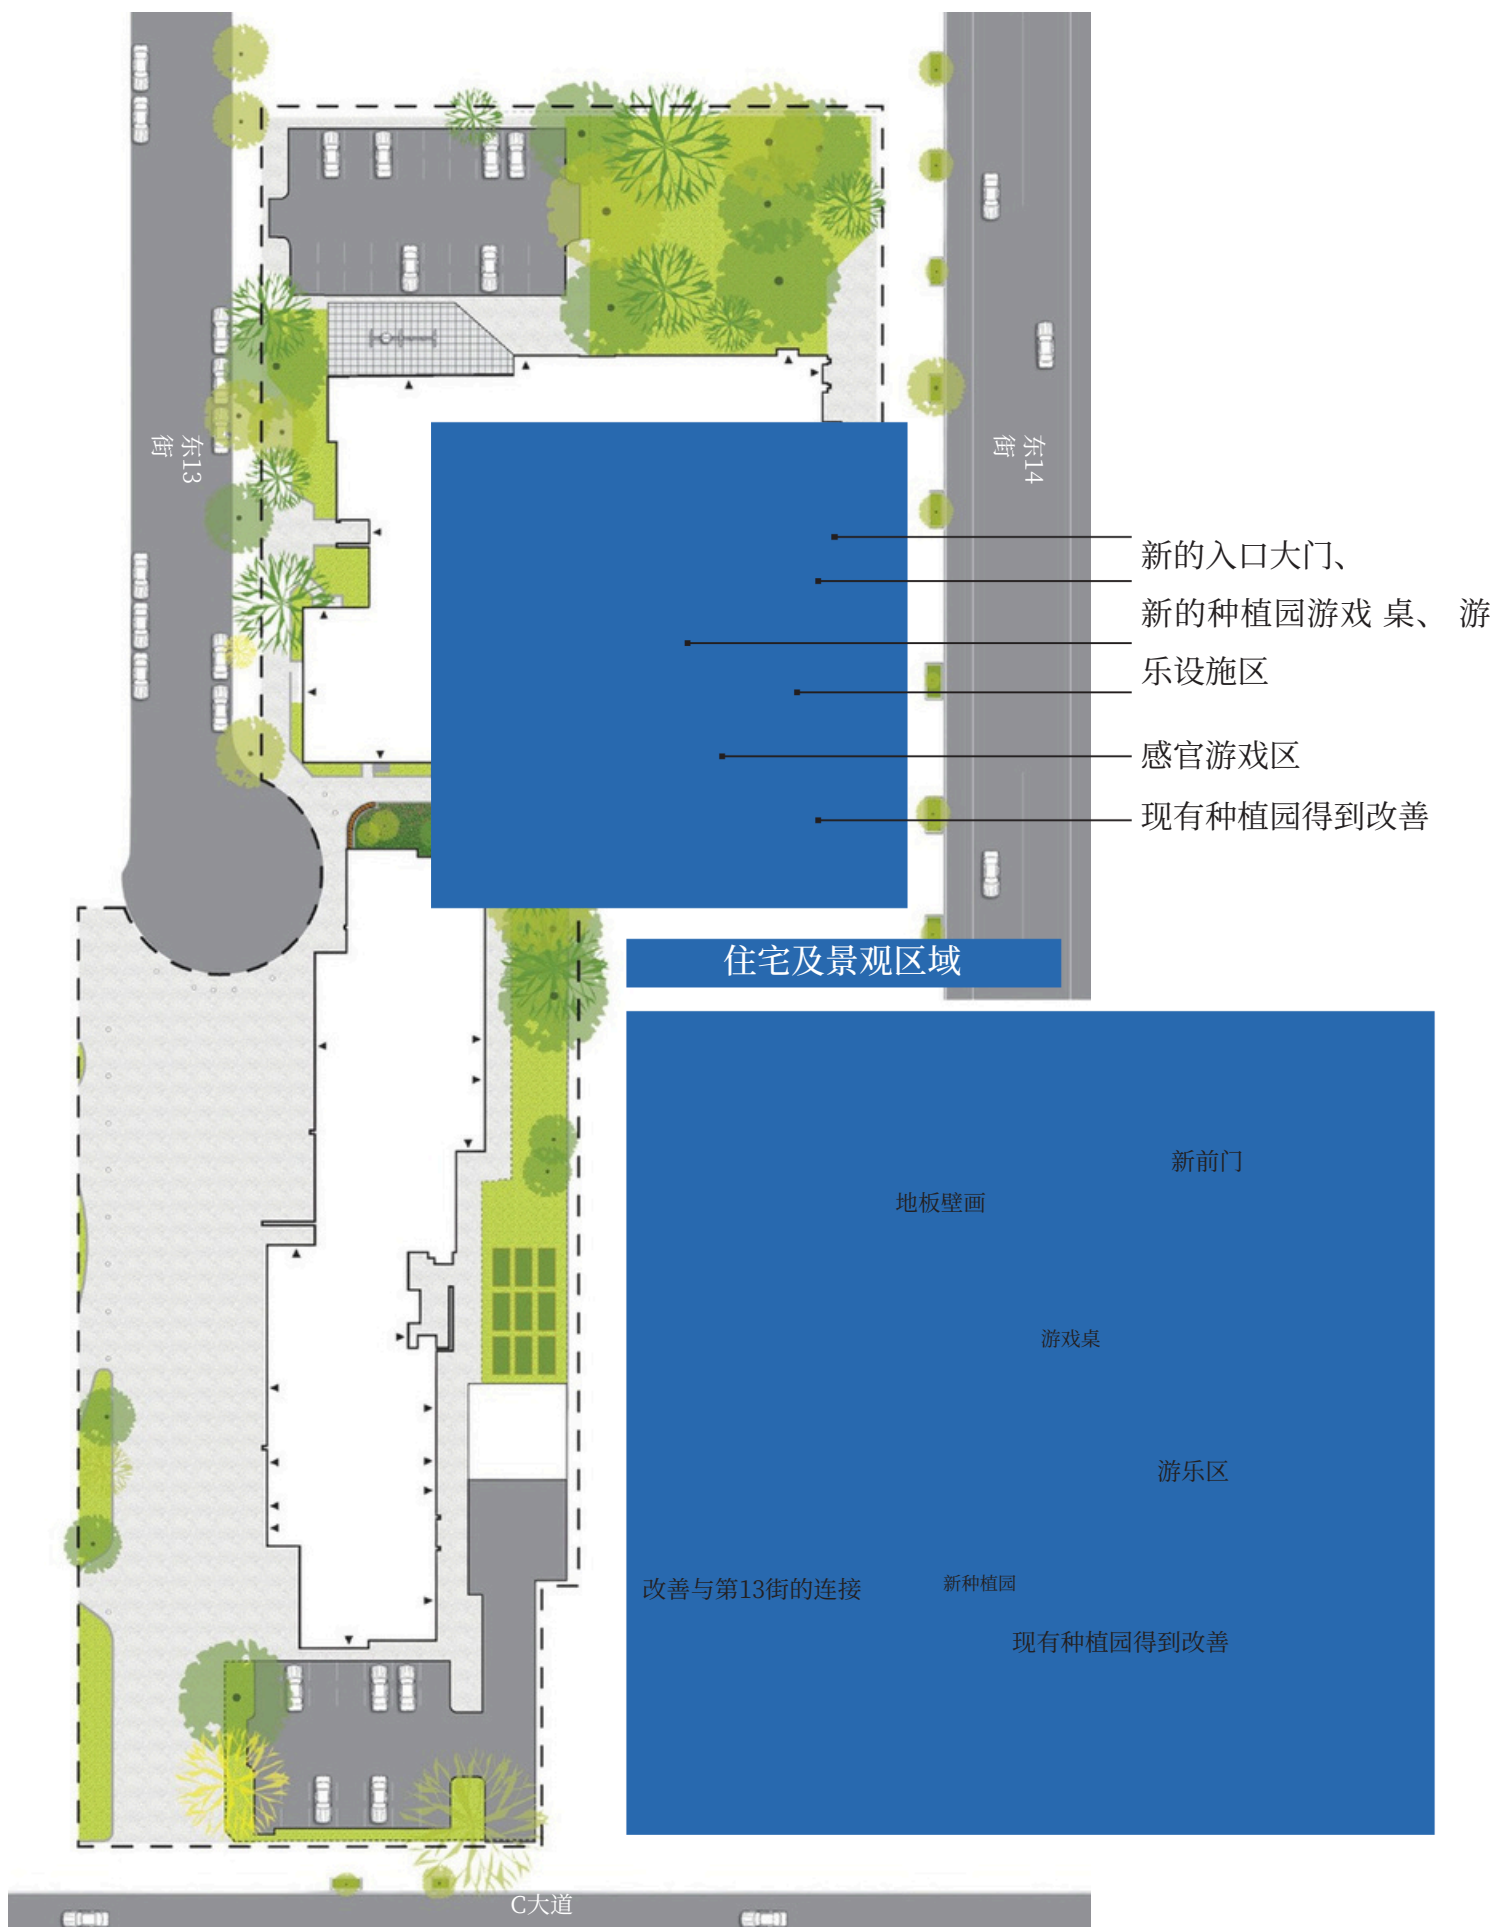 东13
街
东14
街
新的入口大门、
新的种植园游戏 桌、 游
乐设施区
感官游戏区
现有种植园得到改善
住宅及景观区域
新前门
地板壁画
游戏桌
游乐区
改善与第13街的连接
新种植园
现有种植园得到改善
C大道